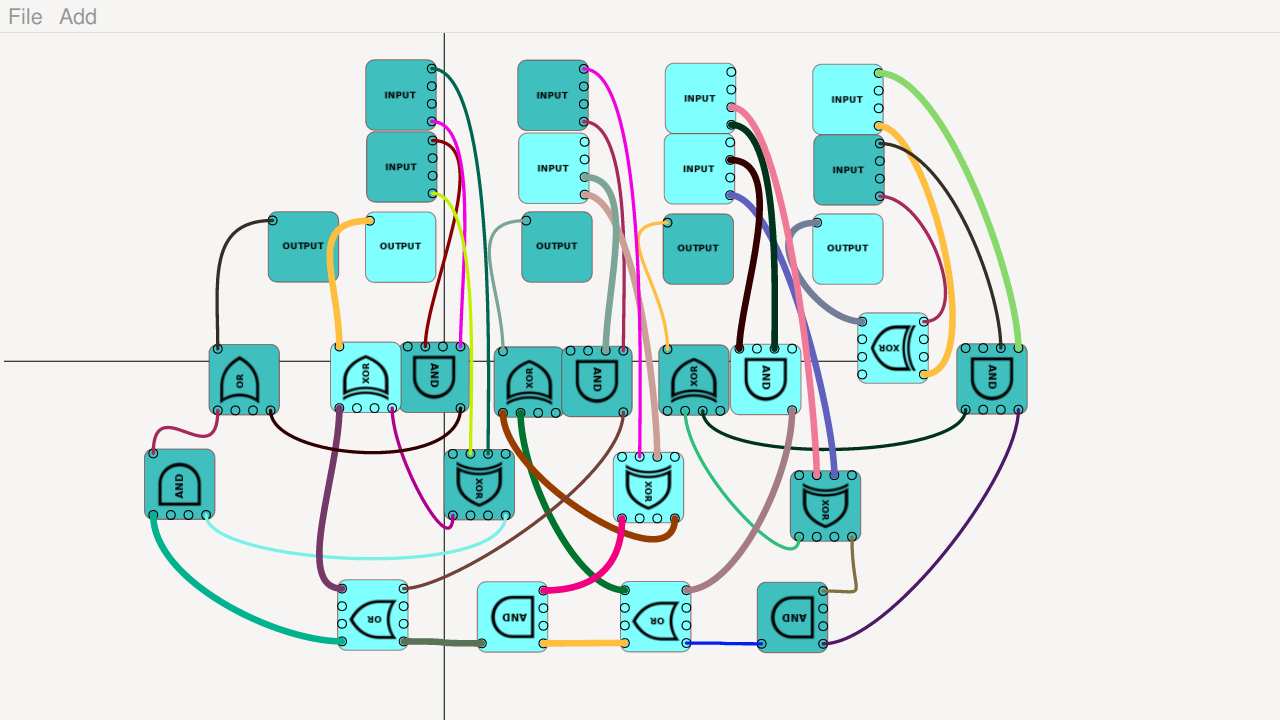 File Add
INPUT INPUT INPUT INPUT
INPUT INPUT INPUT INPUT
OUTPUT OUTPUT OUTPUT OUTPUT OUTPUT
XOR
OR XOR AND XOR AND XOR AND AND
AND XOR XOR XOR
OR AND OR AND